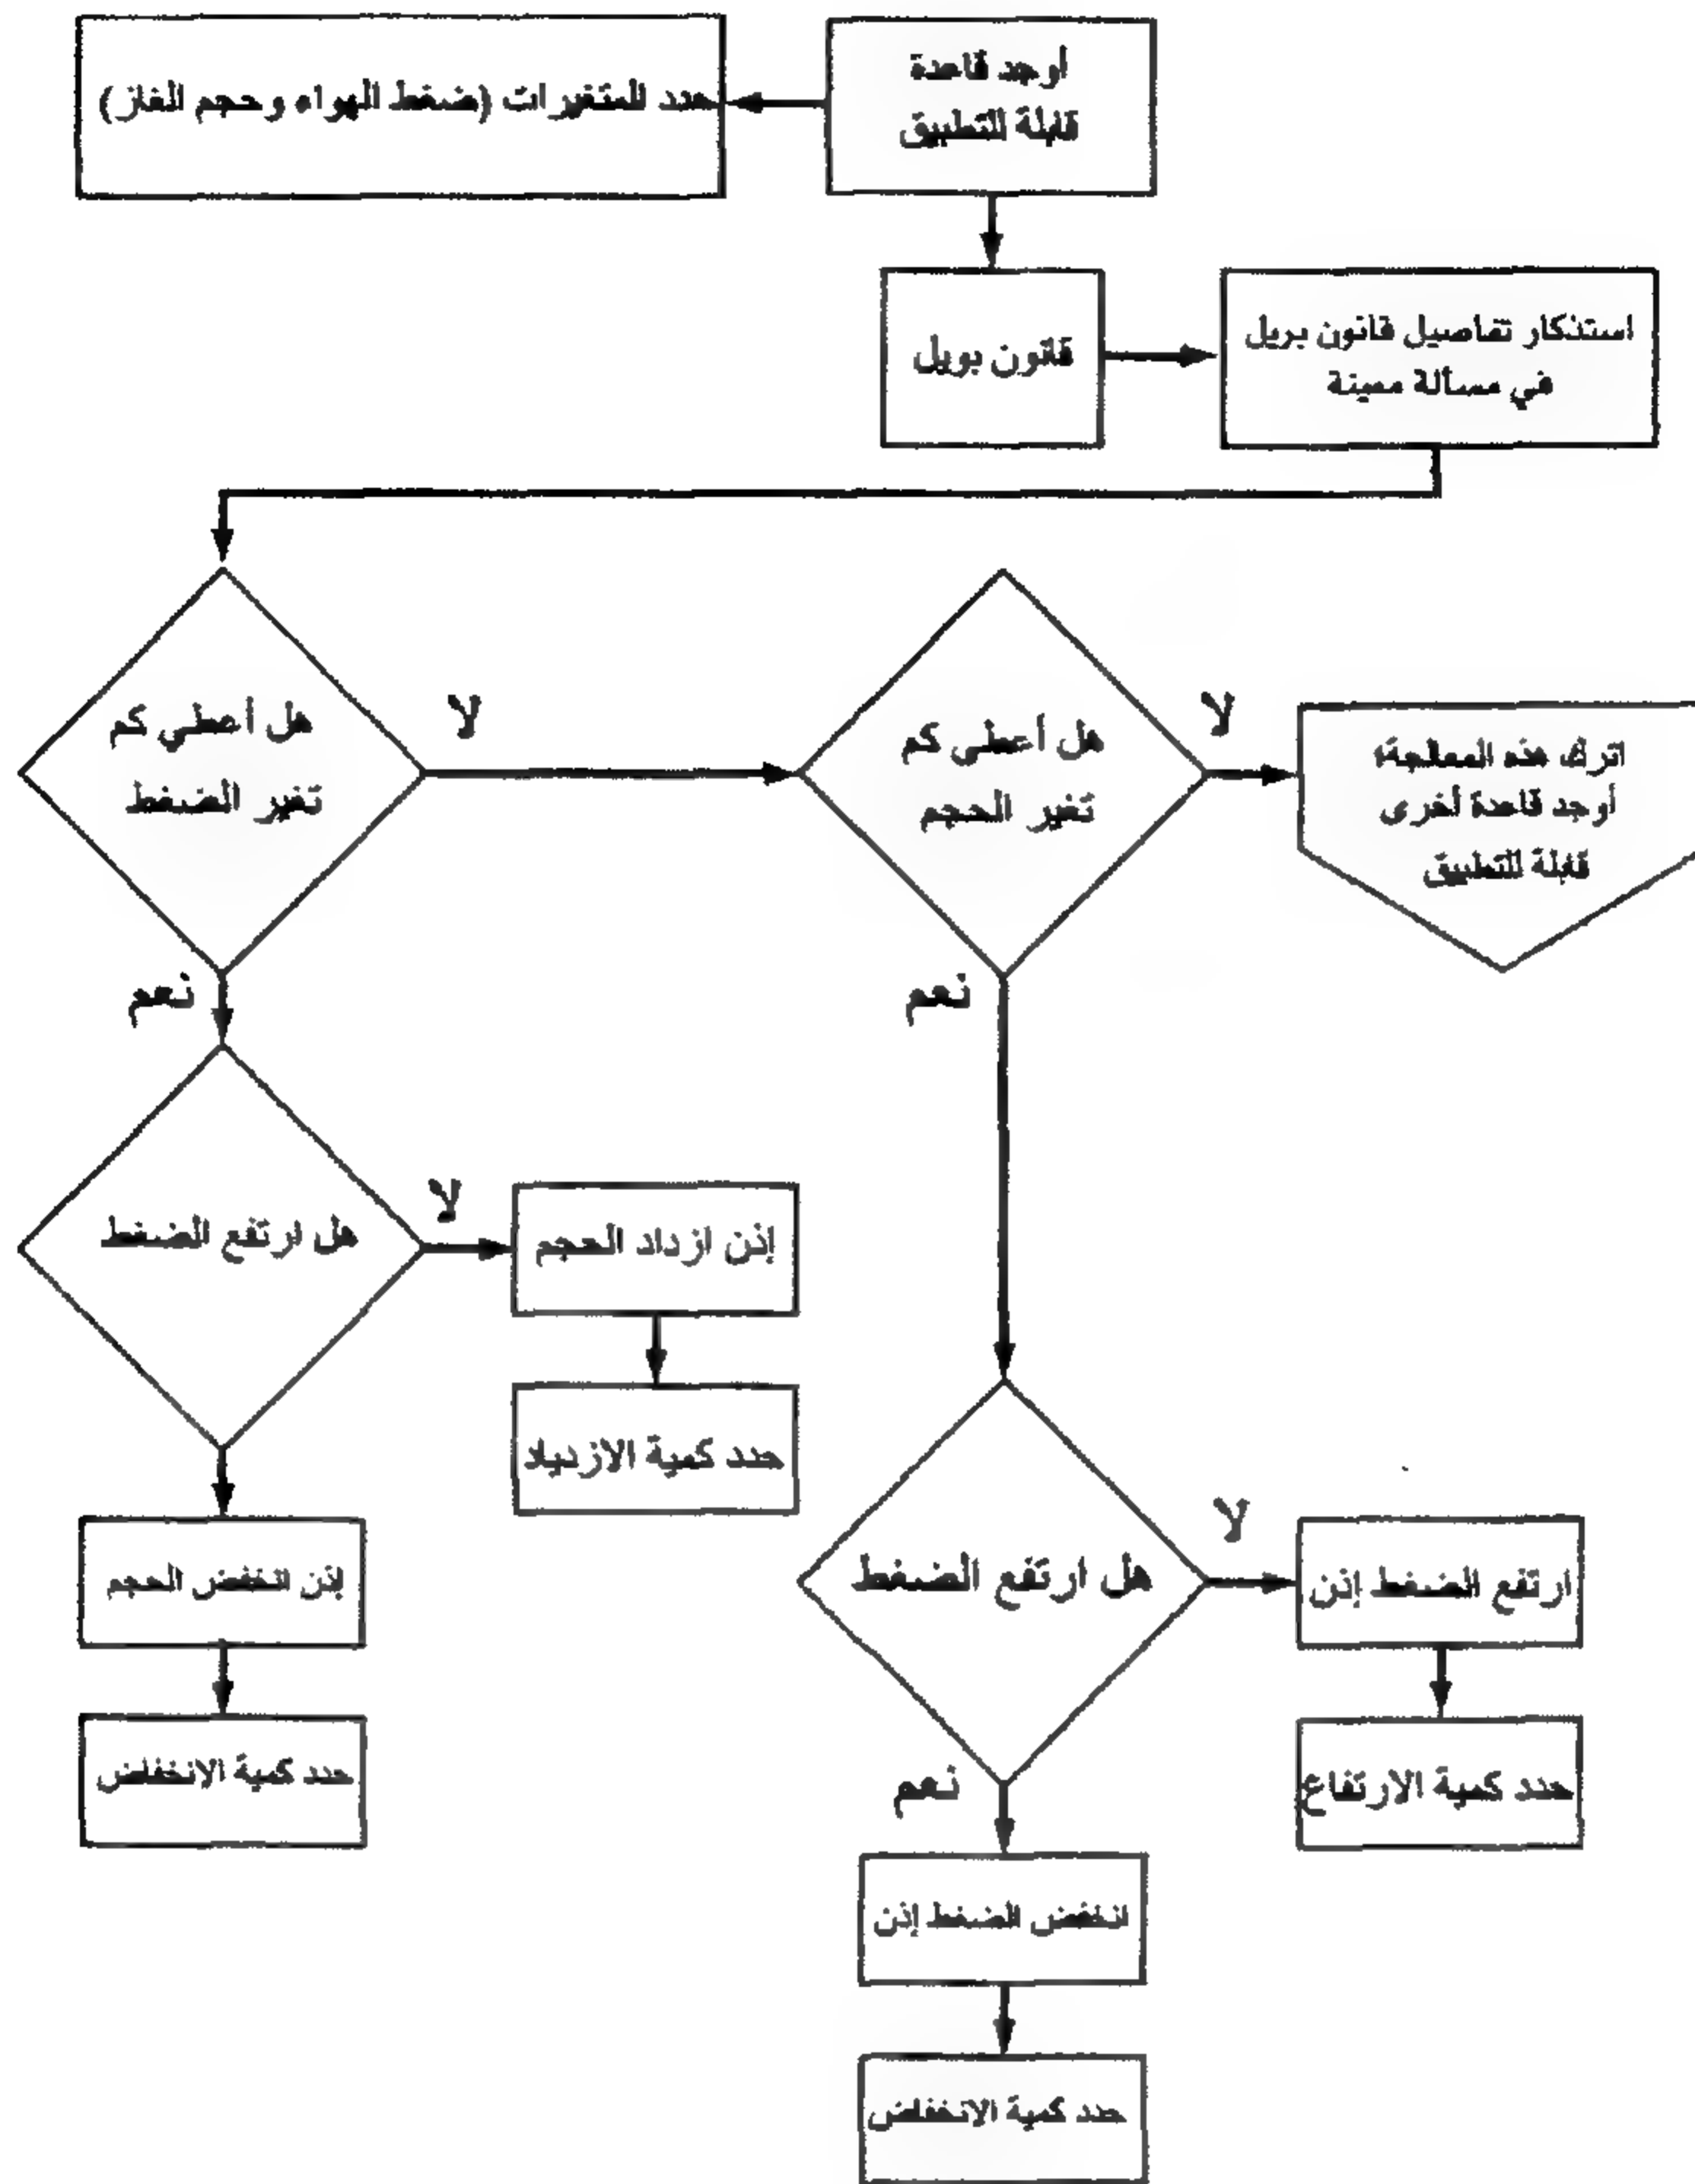 أوجد قاعدة
قابلة للتطبيق
حدد المتغيرات (ضغط الهواء وحجم الغاز)
قانون بويل
استذكار تفاصيل قانون بريل
في مسألة معينة
هل أعطي كم
تغير الضغط
لا
هل أعطى كم
تغير الحجم
لا
اترك هذه المعالجة؛
أوجد قاعدة أخرى
قابلة للتطبيق
نعم
نعم
هل ارتفع الضغط
لا
إذن ازداد الحجم
حدد كمية الازدياد
إذن انخفض الحجم
حدد كمية الانخفاض
هل ارتفع الضغط
لا
ارتفع الضغط إذن
حدد كمية الارتفاع
نعم
انخفض الضغط إذن
حدد كمية الانخفاض